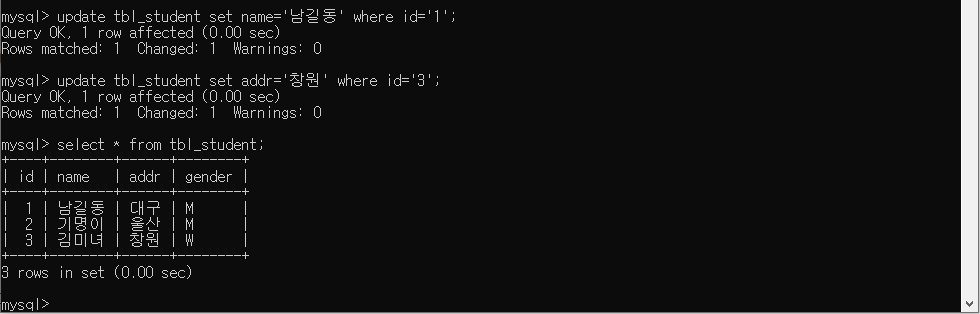 mysql> update tbl_student set name='남길동' where id='1';
Query OK, 1 row affected (0.00 sec)
Rows matched: 1  Changed: 1  Warnings: 0
mysql> update tbl_student set addr='창원' where id='3';
Query OK, 1 row affected (0.00 sec)
Rows matched: 1  Changed: 1  Warnings: 0
mysql> select * from tbl_student;
+----+--------+------+--------+
| id | name   | addr | gender |
+----+--------+------+--------+
|  1 | 남길동 | 대구 | M      |
|  2 | 기명이 | 울산 | M      |
|  3 | 김미녀 | 창원 | W      |
+----+--------+------+--------+
3 rows in set (0.00 sec)
mysql>